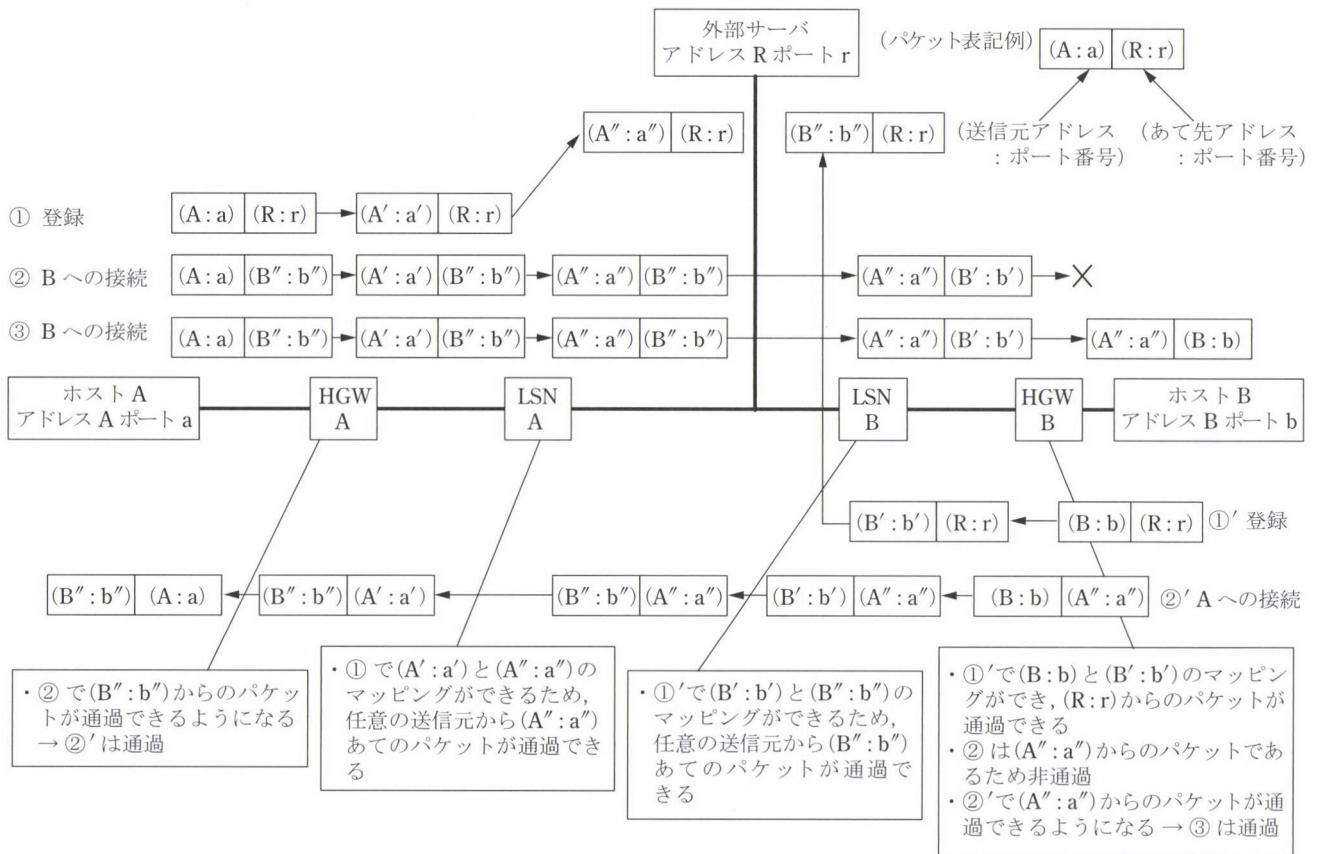 外部サーバ
アドレス R ポート r
(パケット表記例)
(A:a) (R:r)
(送信元アドレス
:ポート番号)
(あて先アドレス
:ポート番号)
(A″:a″) (R:r)
(B″:b″) (R:r)
① 登録
(A:a) (R:r) (A′:a′) (R:r)
② B への接続
(A:a) (B″:b″) (A′:a′) (B″:b″) (A″:a″) (B″:b″) (A″:a″) (B′:b′) ×
③ B への接続
(A:a) (B″:b″) (A′:a′) (B″:b″) (A″:a″) (B″:b″) (A″:a″) (B′:b′) (A″:a″) (B:b)
ホスト A
アドレス A ポート a
HGW
A
LSN
A
LSN
B
HGW
B
ホスト B
アドレス B ポート b
(B′:b′) (R:r) (B:b) (R:r) ①′ 登録
(B″:b″) (A:a) (B″:b″) (A′:a′) (B″:b″) (A″:a″) (B′:b′) (A″:a″) (B:b) (A″:a″) ②′ A への接続
・② で(B″:b″)からのパケッ
トが通過できるようになる
→ ②′ は通過
・① で(A′:a′)と(A″:a″)の
マッピングができるため,
任意の送信元から(A″:a″)
あてのパケットが通過でき
る
・①′で(B′:b′)と(B″:b″)の
マッピングができるため,
任意の送信元から(B″:b″)
あてのパケットが通過で
きる
・①′で(B:b)と(B′:b′)のマッピン
グができ, (R:r)からのパケットが
通過できる
・② は(A″:a″)からのパケットであ
るため非通過
・②′で(A″:a″)からのパケットが通
過できるようになる → ③ は通過